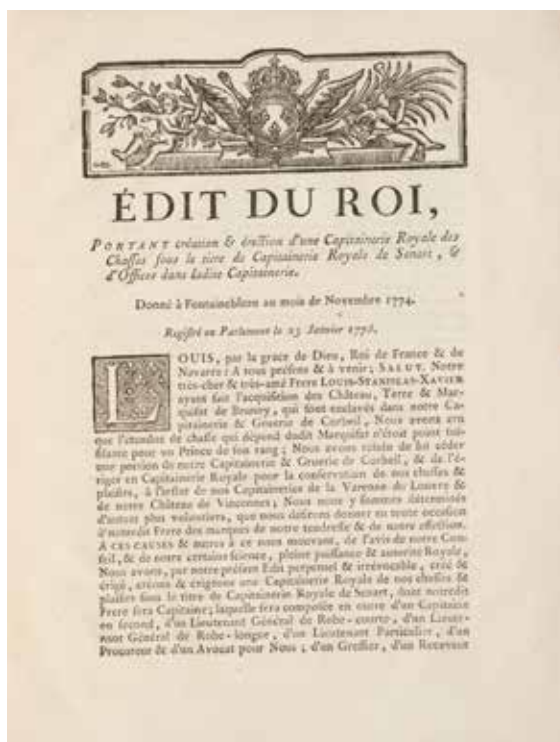 ÉDIT DU ROI,
PORTANT création & érection d'une Capitainerie Royale des
Chasses sous le titre de Capitainerie Royale de Senart, &
d'Offices dans ladite Capitainerie.
Donné à Fontainebleau au mois de Novembre 1774.
Registré en Parlement le 23 Janvier 1775.
LOUIS, par la grace de Dieu, Roi de France & de
Navarre: A tous présens & à venir; SALUT. Notre
très-cher & très-amé Frere LOUIS-STANISLAS-XAVIER
ayant fait l'acquisition des Château, Terre & Mar-
quisat de Brunoy, qui sont enclavés dans notre Ca-
pitainerie & Gruerie de Corbeil, Nous avons cru
que l'étendue de chasse qui dépend dudit Marquisat n'étoit point suf-
fisante pour un Prince de son rang; Nous avons résolu de lui céder
une portion de notre Capitainerie & Gruerie de Corbeil, & de l'é-
riger en Capitainerie Royale pour la conservation de nos chasses &
plaisirs, à l'instar de nos Capitaineries de la Varenne du Louvre &
de notre Château de Vincennes; Nous nous y sommes déterminés
d'autant plus volontiers, que nous desirons donner en toute occasion
à notredit Frere des marques de notre tendresse & de notre affection.
A CES CAUSES & autres à ce nous mouvant, de l'avis de notre Con-
seil, & de notre certaine science, pleine puissance & autorité Royale,
Nous avons, par notre présent Edit perpétuel & irrévocable, créé &
érigé, créons & érigeons une Capitainerie Royale de nos chasses &
plaisirs sous le titre de Capitainerie Royale de Senart, dont notredit
Frere sera Capitaine; laquelle sera composée en outre d'un Capitaine
en second, d'un Lieutenant Général de Robe-courte, d'un Lieute-
nant Général de Robe-longue, d'un Lieutenant Particulier, d'un
Procureur & d'un Avocat pour Nous; d'un Greffier, d'un Receveur